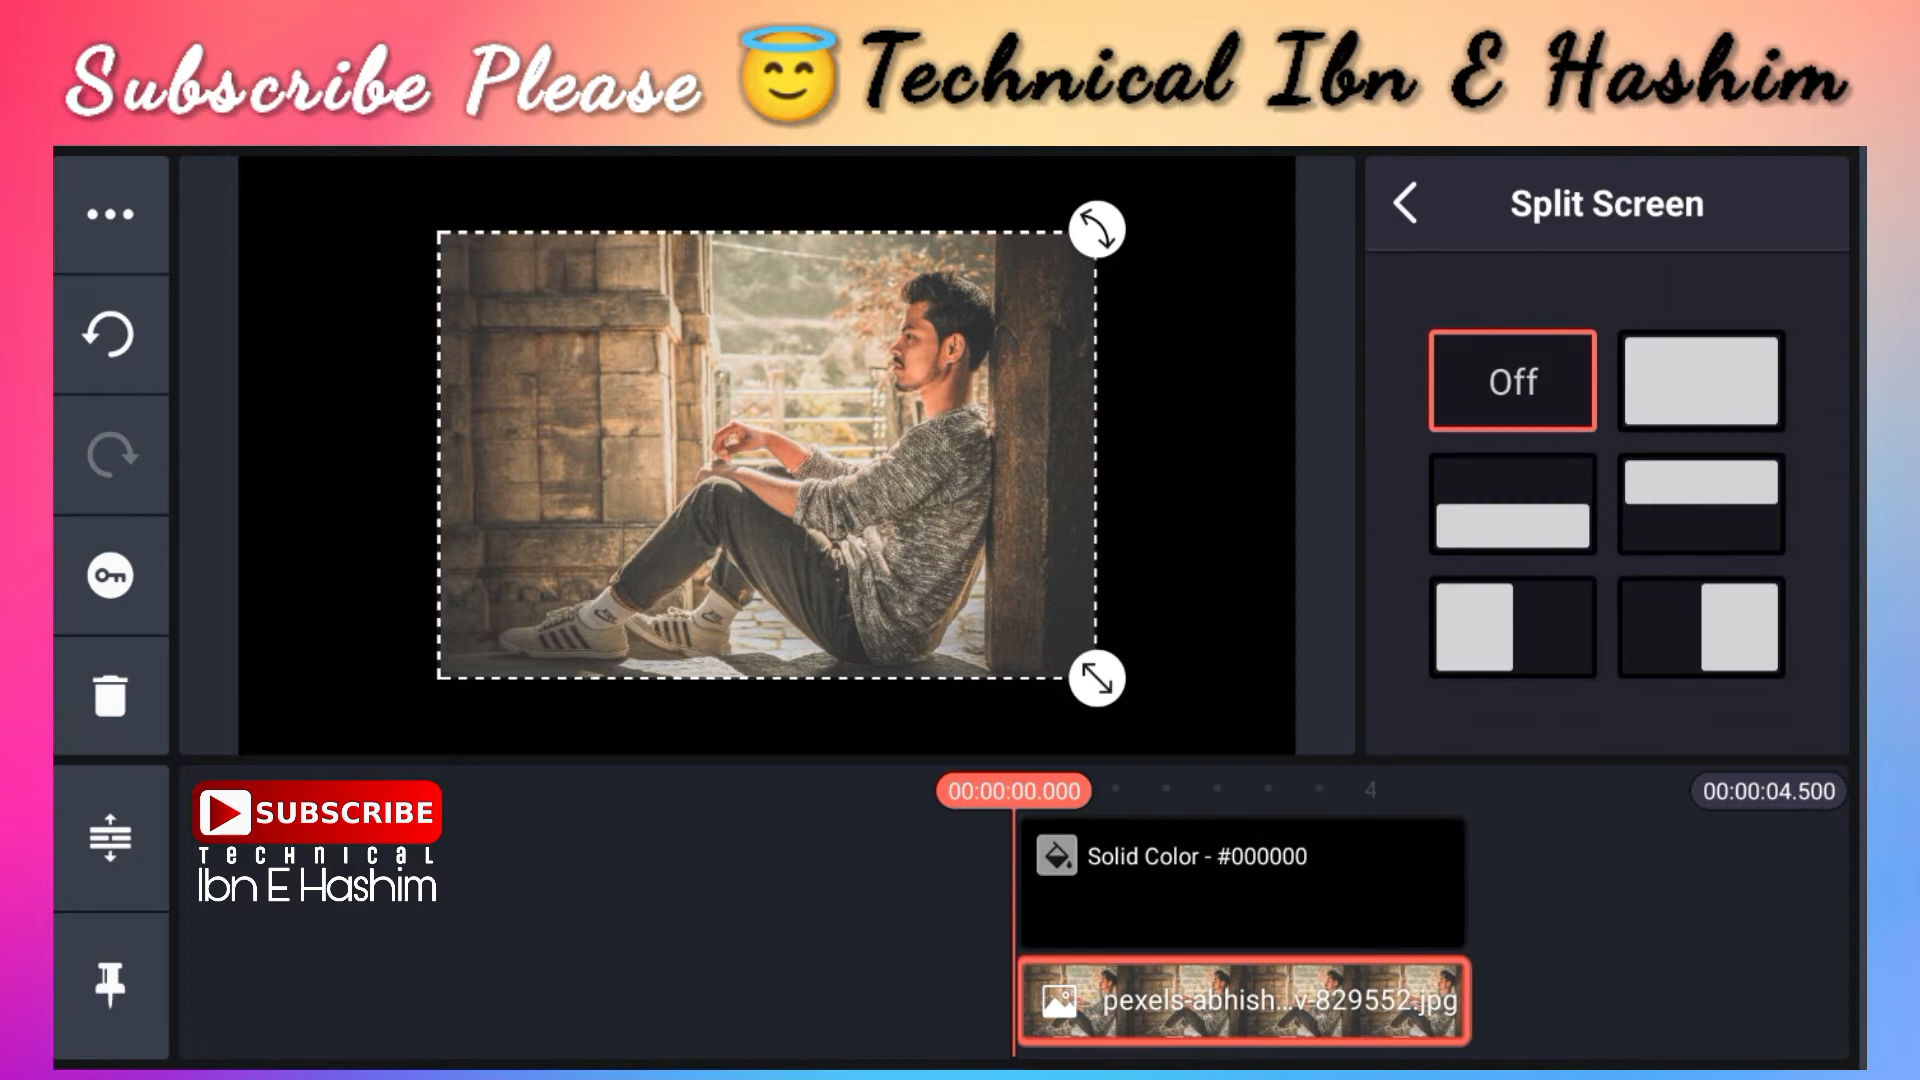 Subscribe Please 😇 Technical Ibn E Hashim
Split Screen
Off
00:00:00.000
4
00:00:04.500
SUBSCRIBE
Technical
Ibn E Hashim
Solid Color - #000000
pexels-abhish...v-829552.jpg